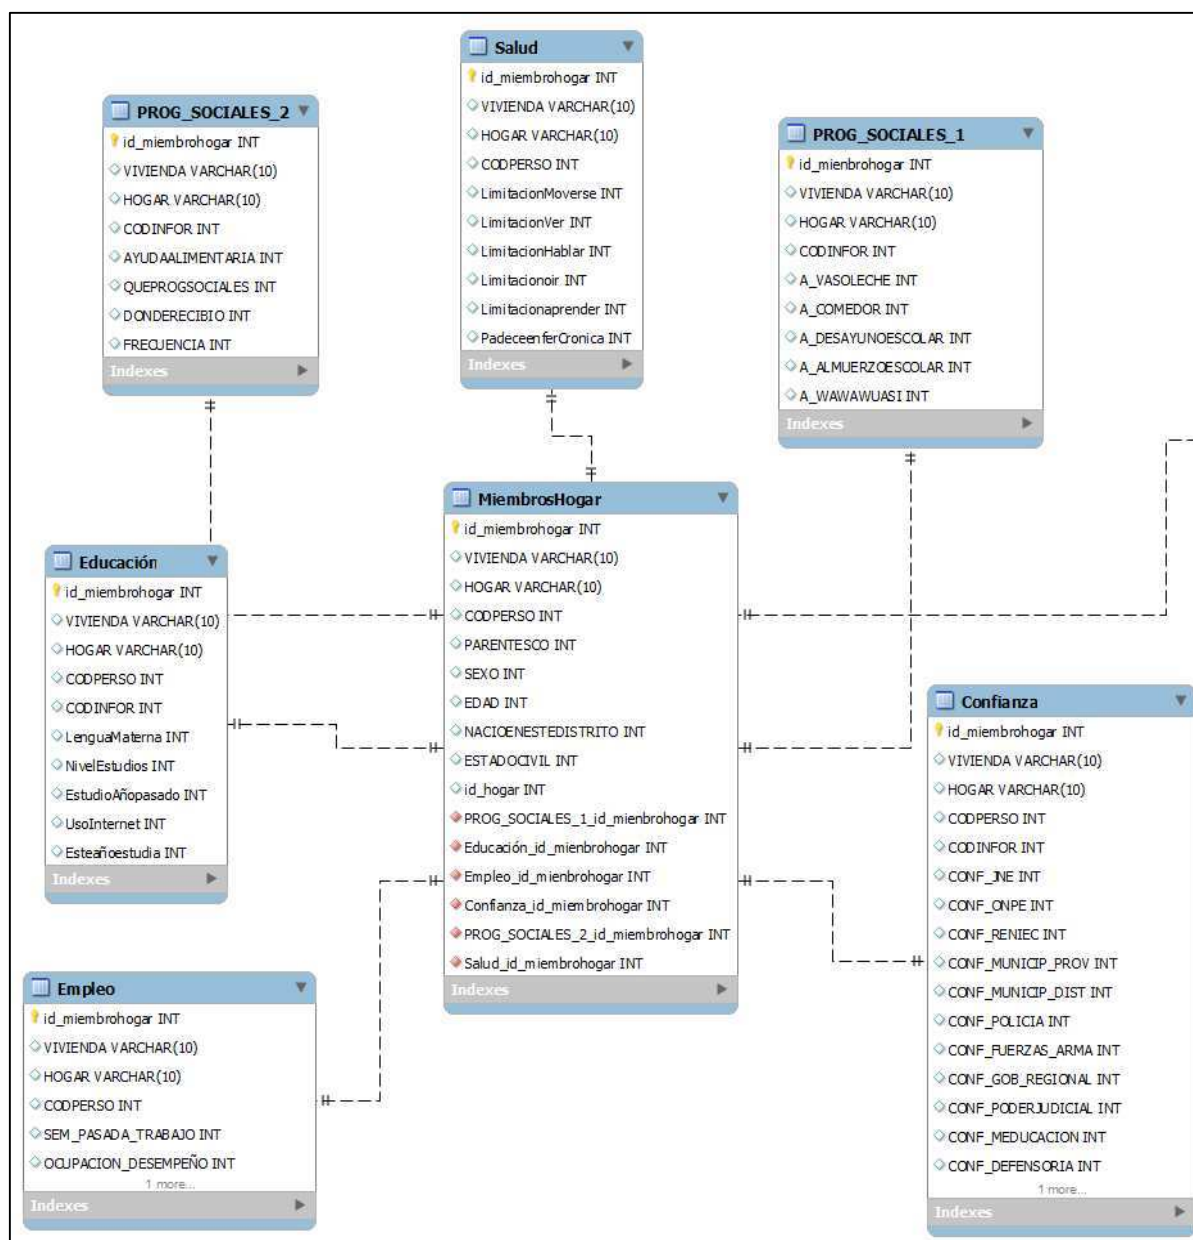 PROG_SOCIALES_2
id_miembrohogar INT
VIVIENDA VARCHAR(10)
HOGAR VARCHAR(10)
CODINFOR INT
AYUDAALIMENTARIA INT
QUEPROGSOCIALES INT
DONDERECIBIO INT
FRECUENCIA INT
Indexes
Salud
id_miembrohogar INT
VIVIENDA VARCHAR(10)
HOGAR VARCHAR(10)
CODPERSO INT
LimitacionMoverse INT
LimitacionVer INT
LimitacionHablar INT
Limitacionoir INT
Limitacionaprender INT
PadeceenferCronica INT
Indexes
PROG_SOCIALES_1
id_mienbrohogar INT
VIVIENDA VARCHAR(10)
HOGAR VARCHAR(10)
CODINFOR INT
A_VASOLECHE INT
A_COMEDOR INT
A_DESAYUNOESCOLAR INT
A_ALMUERZOESCOLAR INT
A_WAWAWUASI INT
Indexes
Educación
id_miembrohogar INT
VIVIENDA VARCHAR(10)
HOGAR VARCHAR(10)
CODPERSO INT
CODINFOR INT
LenguaMaterna INT
NivelEstudios INT
EstudioAñopasado INT
UsoInternet INT
Esteañoestudia INT
Indexes
MiembrosHogar
id_miembrohogar INT
VIVIENDA VARCHAR(10)
HOGAR VARCHAR(10)
CODPERSO INT
PARENTESCO INT
SEXO INT
EDAD INT
NACIOENESTEDISTRITO INT
ESTADOCIVIL INT
id_hogar INT
PROG_SOCIALES_1_id_mienbrohogar INT
Educación_id_mienbrohogar INT
Empleo_id_mienbrohogar INT
Confianza_id_miembrohogar INT
PROG_SOCIALES_2_id_miembrohogar INT
Salud_id_miembrohogar INT
Indexes
Confianza
id_miembrohogar INT
VIVIENDA VARCHAR(10)
HOGAR VARCHAR(10)
CODPERSO INT
CODINFOR INT
CONF_JNE INT
CONF_ONPE INT
CONF_RENIEC INT
CONF_MUNICIP_PROV INT
CONF_MUNICIP_DIST INT
CONF_POLICIA INT
CONF_FUERZAS_ARMA INT
CONF_GOB_REGIONAL INT
CONF_PODERJUDICIAL INT
CONF_MEDUCACION INT
CONF_DEFENSORIA INT
1 more...
Indexes
Empleo
id_miembrohogar INT
VIVIENDA VARCHAR(10)
HOGAR VARCHAR(10)
CODPERSO INT
SEM_PASADA_TRABAJO INT
OCUPACION_DESEMPEÑO INT
1 more...
Indexes